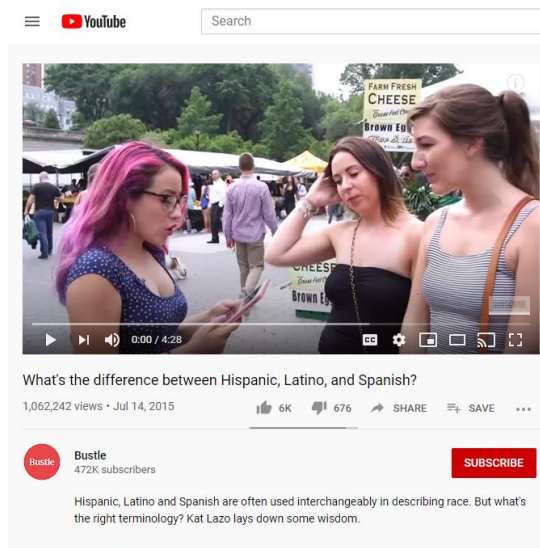 YouTube
Search
FARM FRESH
CHEESE
Brown Eg
CHEESE
Brown E
SUBSCRIBE
0:00 / 4:28
CC
What's the difference between Hispanic, Latino, and Spanish?
1,062,242 views • Jul 14, 2015
6K
676
SHARE
SAVE
Bustle
Bustle
472K subscribers
SUBSCRIBE
Hispanic, Latino and Spanish are often used interchangeably in describing race. But what's
the right terminology? Kat Lazo lays down some wisdom.